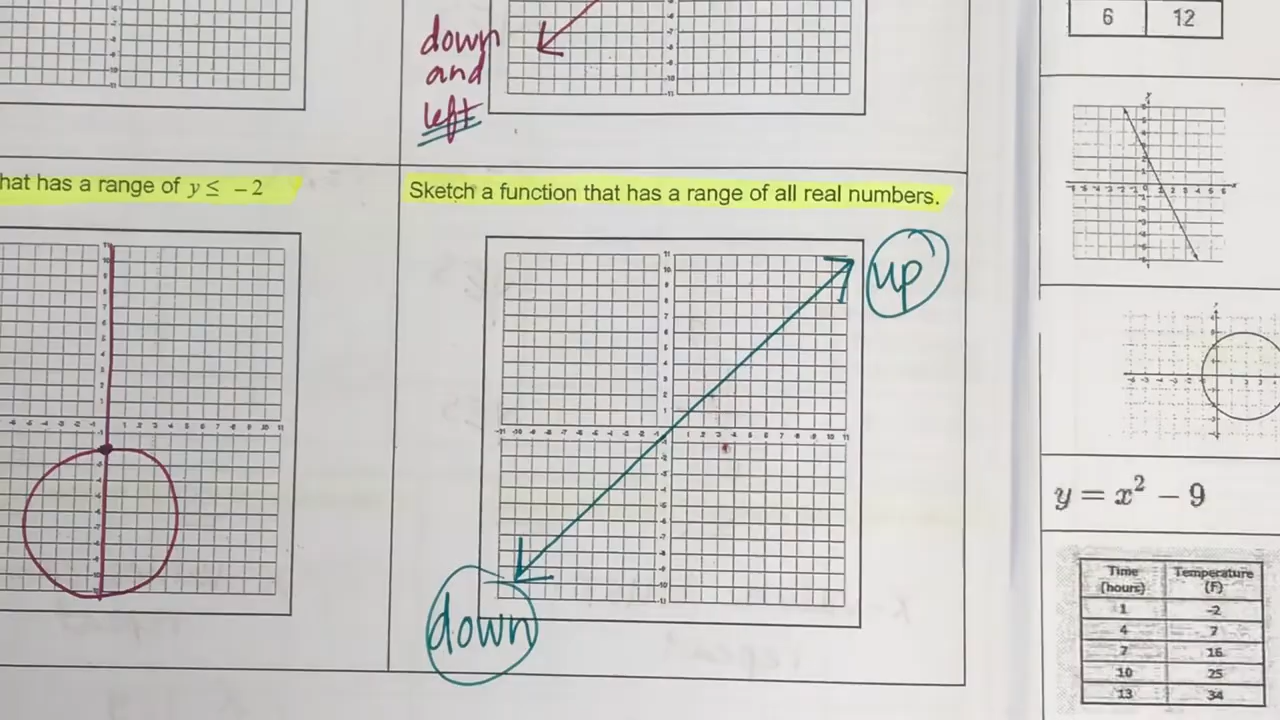 down
and
left
6 12
hat has a range of y ≤ -2
Sketch a function that has a range of all real numbers.
up
down
y = x² - 9
Time (hours) Temperature (F)
1 -2
4 7
7 16
10 25
13 34